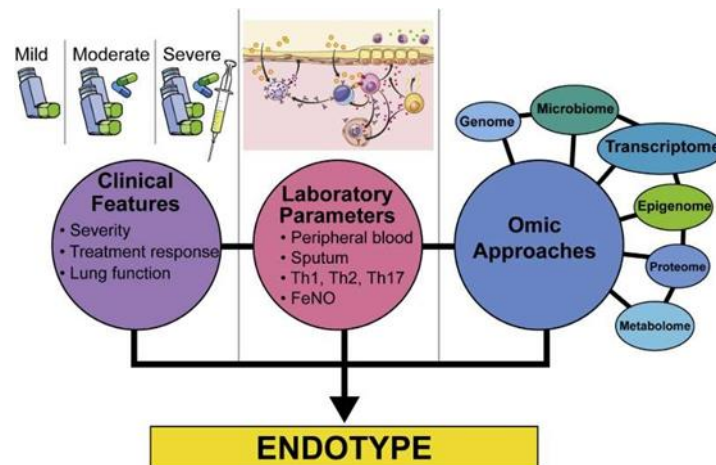 Mild
Moderate
Severe
Clinical
Features
• Severity
• Treatment response
• Lung function
Laboratory
Parameters
• Peripheral blood
• Sputum
• Th1, Th2, Th17
• FeNO
Omic
Approaches
Genome
Microbiome
Transcriptome
Epigenome
Proteome
Metabolome
ENDOTYPE